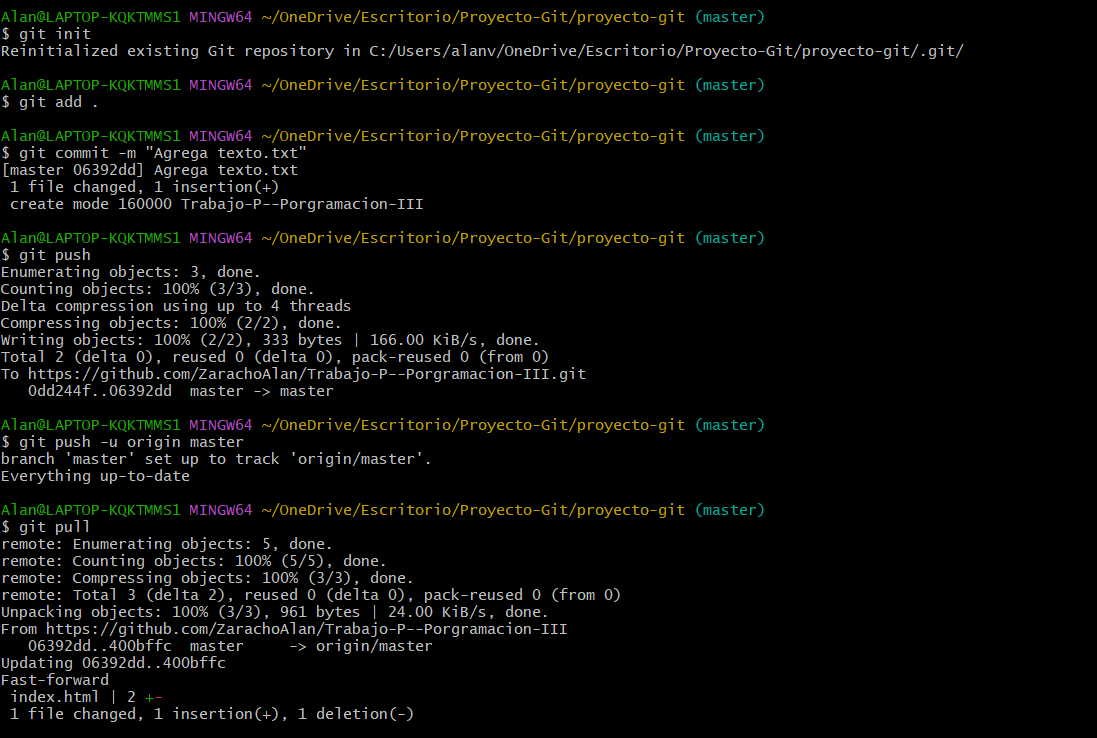 Alan@LAPTOP-KQKTMMS1 MINGW64 ~/OneDrive/Escritorio/Proyecto-Git/proyecto-git (master)
$ git init
Reinitialized existing Git repository in C:/Users/alanv/OneDrive/Escritorio/Proyecto-Git/proyecto-git/.git/

Alan@LAPTOP-KQKTMMS1 MINGW64 ~/OneDrive/Escritorio/Proyecto-Git/proyecto-git (master)
$ git add .

Alan@LAPTOP-KQKTMMS1 MINGW64 ~/OneDrive/Escritorio/Proyecto-Git/proyecto-git (master)
$ git commit -m "Agrega texto.txt"
[master 06392dd] Agrega texto.txt
 1 file changed, 1 insertion(+)
 create mode 160000 Trabajo-P--Porgramacion-III

Alan@LAPTOP-KQKTMMS1 MINGW64 ~/OneDrive/Escritorio/Proyecto-Git/proyecto-git (master)
$ git push
Enumerating objects: 3, done.
Counting objects: 100% (3/3), done.
Delta compression using up to 4 threads
Compressing objects: 100% (2/2), done.
Writing objects: 100% (2/2), 333 bytes | 166.00 KiB/s, done.
Total 2 (delta 0), reused 0 (delta 0), pack-reused 0 (from 0)
To https://github.com/ZarachoAlan/Trabajo-P--Porgramacion-III.git
   0dd244f..06392dd  master -> master

Alan@LAPTOP-KQKTMMS1 MINGW64 ~/OneDrive/Escritorio/Proyecto-Git/proyecto-git (master)
$ git push -u origin master
branch 'master' set up to track 'origin/master'.
Everything up-to-date

Alan@LAPTOP-KQKTMMS1 MINGW64 ~/OneDrive/Escritorio/Proyecto-Git/proyecto-git (master)
$ git pull
remote: Enumerating objects: 5, done.
remote: Counting objects: 100% (5/5), done.
remote: Compressing objects: 100% (3/3), done.
remote: Total 3 (delta 2), reused 0 (delta 0), pack-reused 0 (from 0)
Unpacking objects: 100% (3/3), 961 bytes | 24.00 KiB/s, done.
From https://github.com/ZarachoAlan/Trabajo-P--Porgramacion-III
   06392dd..400bffc  master     -> origin/master
Updating 06392dd..400bffc
Fast-forward
 index.html | 2 +-
 1 file changed, 1 insertion(+), 1 deletion(-)